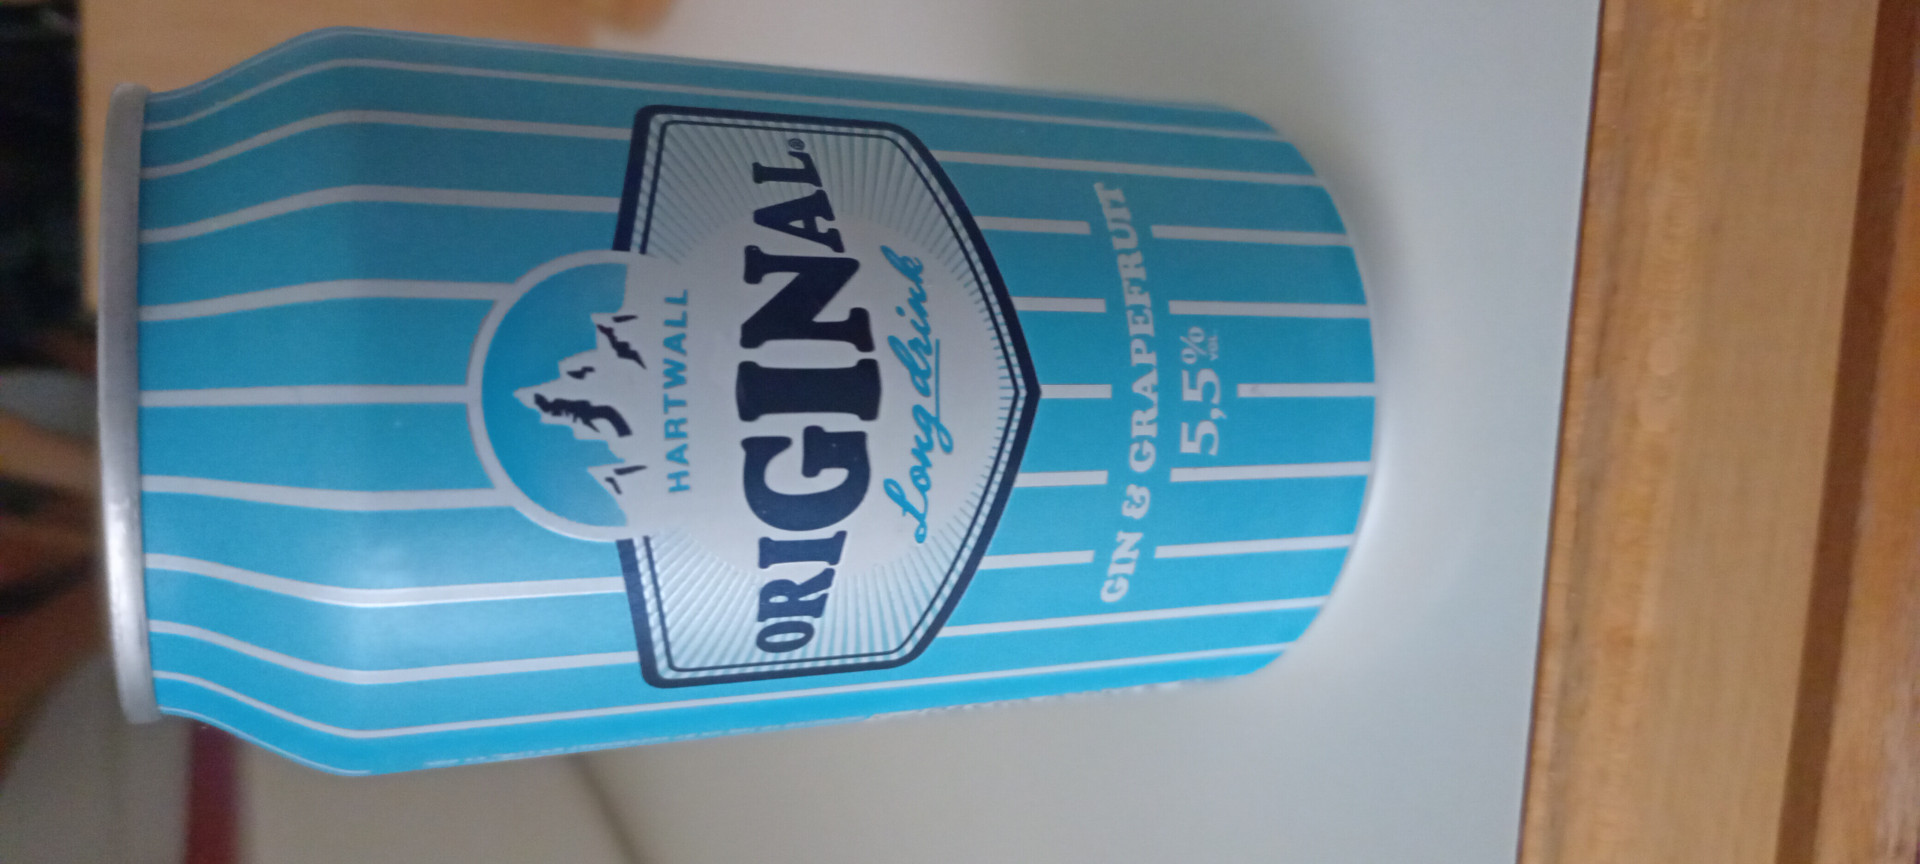 HARTWALL
ORIGINAL®
Long drink
GIN & GRAPEFRUIT
5,5% VOL